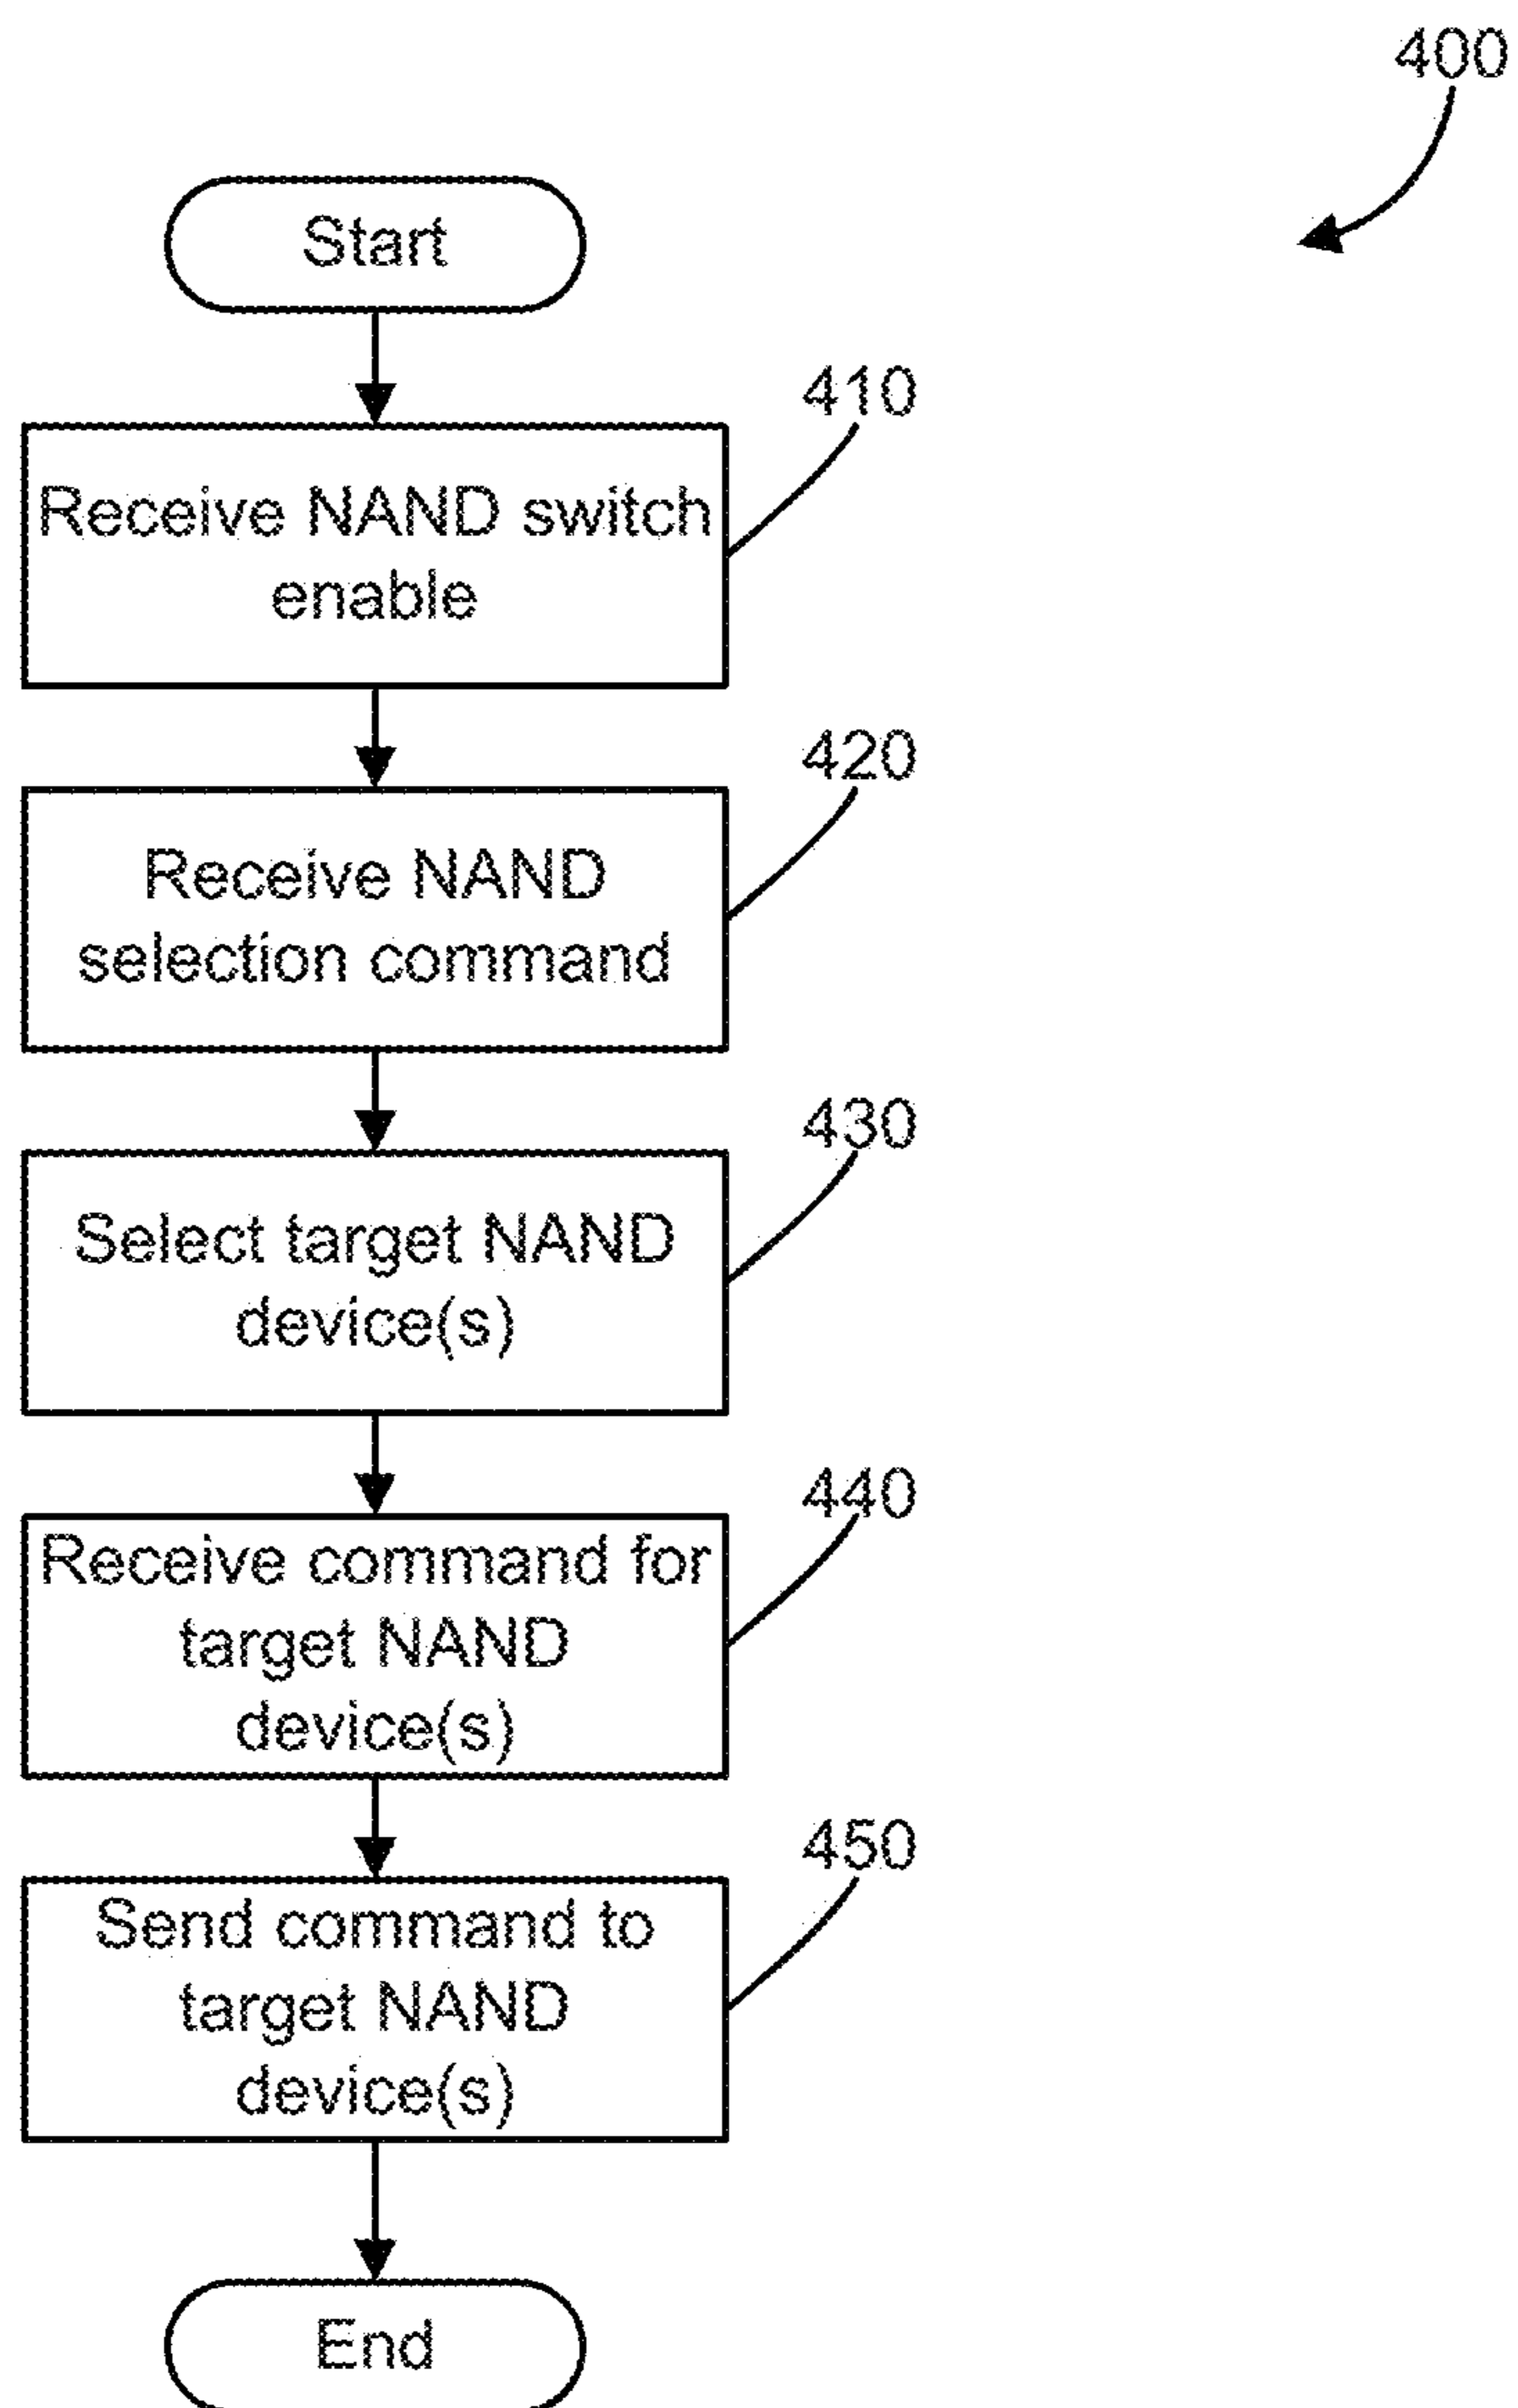 400
Start
410
Receive NAND switch
enable
420
Receive NAND
selection command
430
Select target NAND
device(s)
440
Receive command for
target NAND
device(s)
450
Send command to
target NAND
device(s)
End